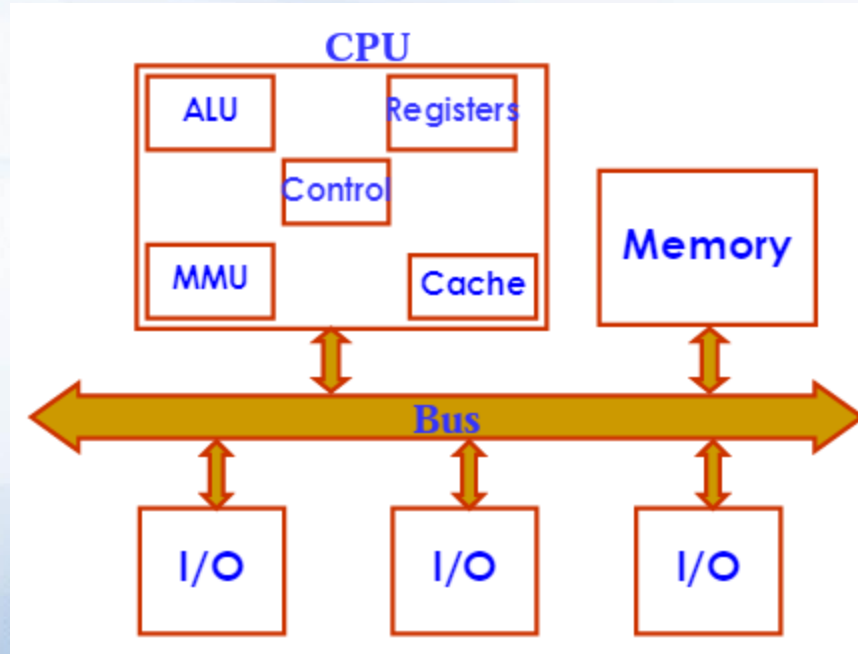 CPU
ALU
Registers
Control
MMU
Cache
Memory
Bus
I/O
I/O
I/O